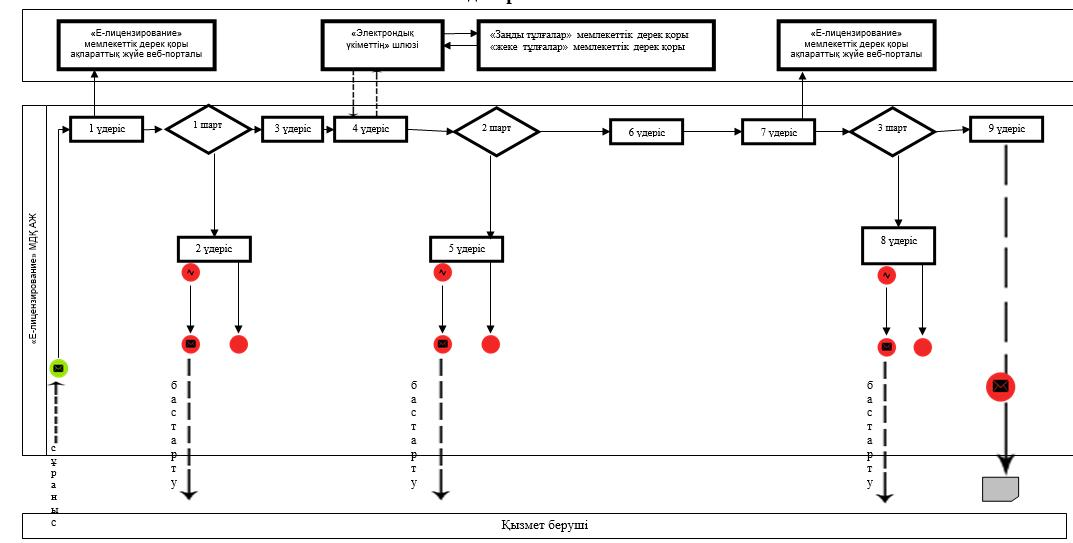 «Е-лицензирование»
мемлекеттік дерек қоры
ақпараттық жүйе веб-порталы
«Электрондық
үкіметтің» шлюзі
«Заңды тұлғалар» мемлекеттік дерек қоры
«жеке тұлғалар» мемлекеттік дерек қоры
«Е-лицензирование»
мемлекеттік дерек қоры
ақпараттық жүйе веб-порталы
1 үдеріс
1 шарт
3 үдеріс
4 үдеріс
2 шарт
6 үдеріс
7 үдеріс
3 шарт
9 үдеріс
2 үдеріс
5 үдеріс
8 үдеріс
«Е-лицензирование» МДҚ АЖ
бастарту
бастарту
бастарту
сұраныс
Қызмет беруші